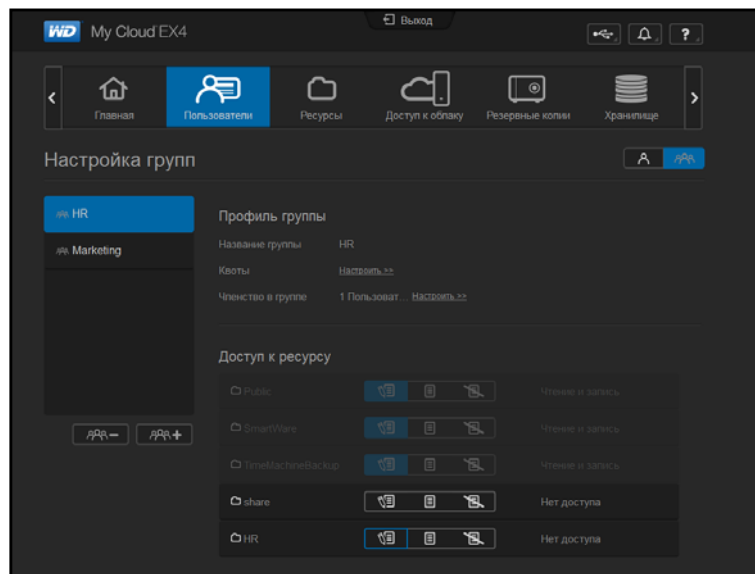 WD My Cloud EX4
Выход
?
Главная
Пользователи
Ресурсы
Доступ к облаку
Резервные копии
Хранилище
Настройка групп
HR
Marketing
Профиль группы
Название группы HR
Квоты Настроить >>
Членство в группе 1 Пользоват... Настроить >>
Доступ к ресурсу
Public Чтение и запись
SmartWare Чтение и запись
TimeMachineBackup Чтение и запись
share Нет доступа
HR Нет доступа